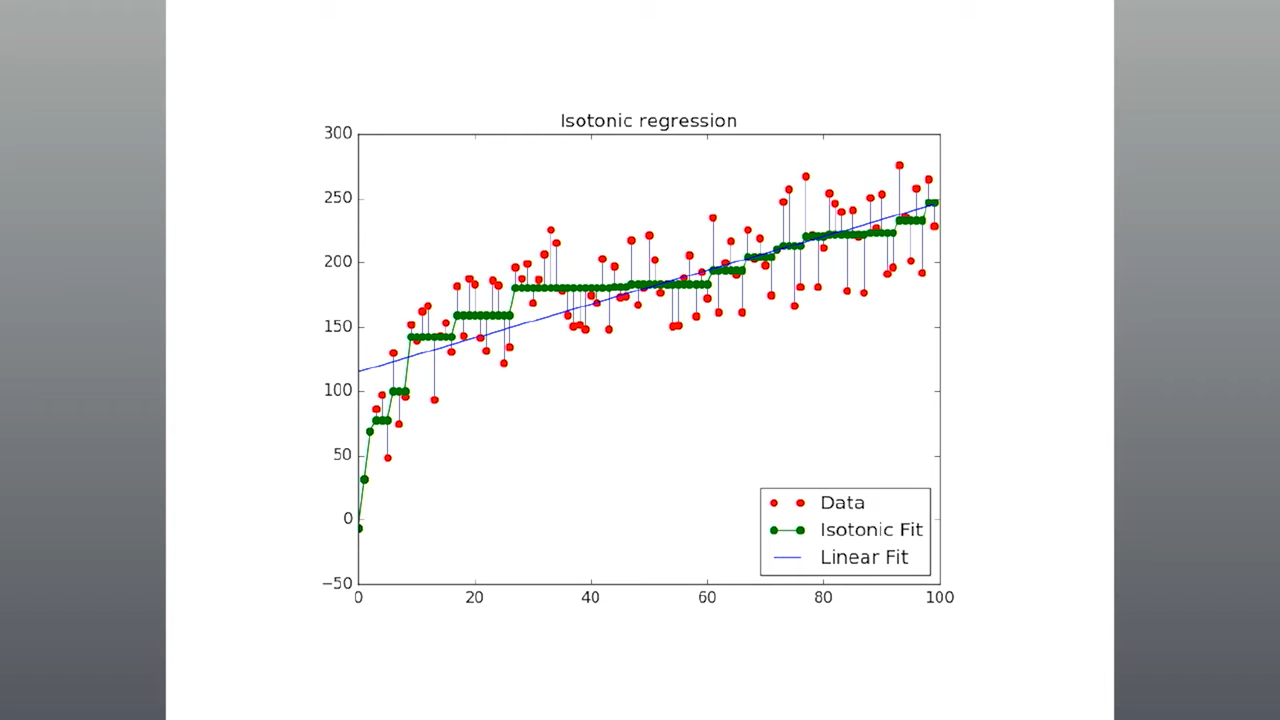 Isotonic regression
300
250
200
150
100
50
0
−50
0 20 40 60 80 100
Data
Isotonic Fit
Linear Fit